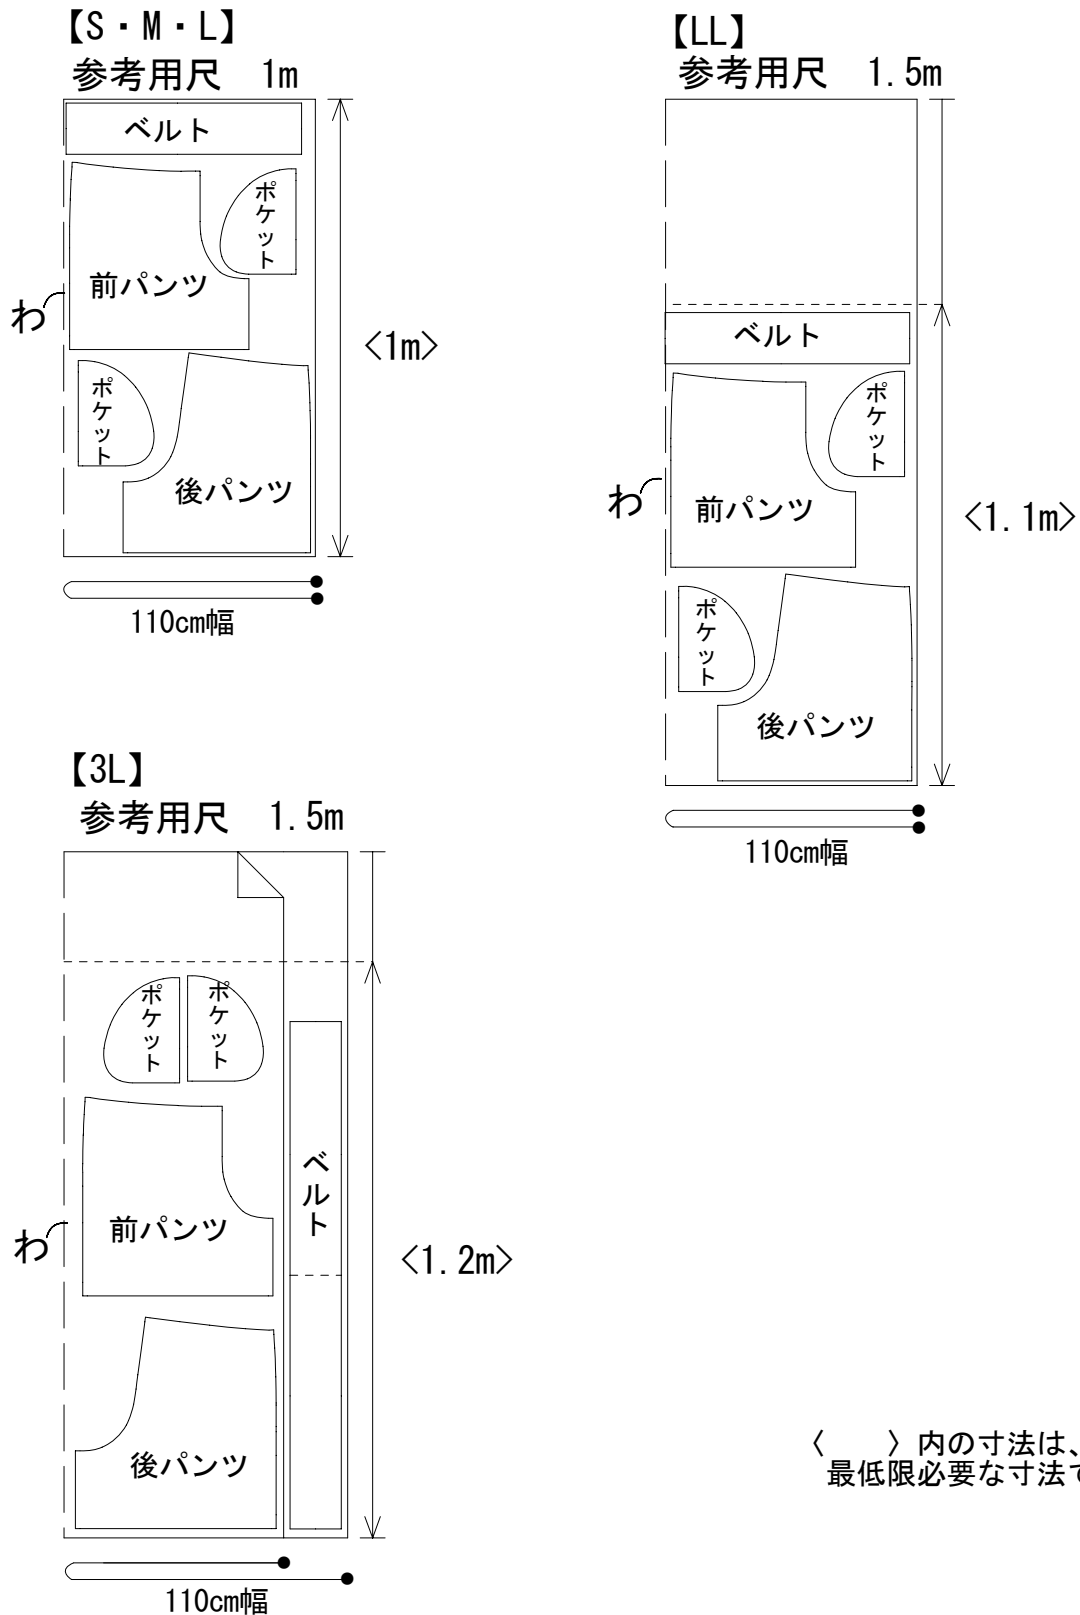 【S・M・L】
参考用尺 1m
ベルト
ポケット
前パンツ
わ
<1m>
ポケット
後パンツ
110cm幅
【LL】
参考用尺 1.5m
ベルト
ポケット
前パンツ
わ
<1.1m>
ポケット
後パンツ
110cm幅
【3L】
参考用尺 1.5m
ポケット
ポケット
ベルト
前パンツ
わ
<1.2m>
後パンツ
110cm幅
〈　　〉内の寸法は、
最低限必要な寸法で